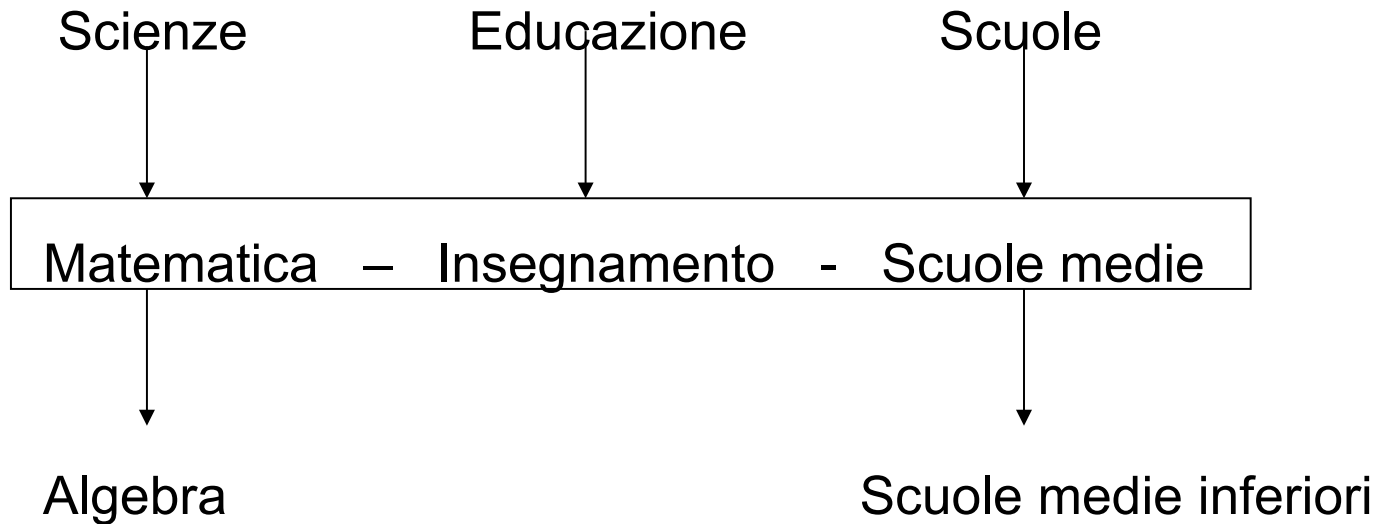 Scienze Educazione Scuole
Matematica – Insegnamento - Scuole medie
Algebra Scuole medie inferiori